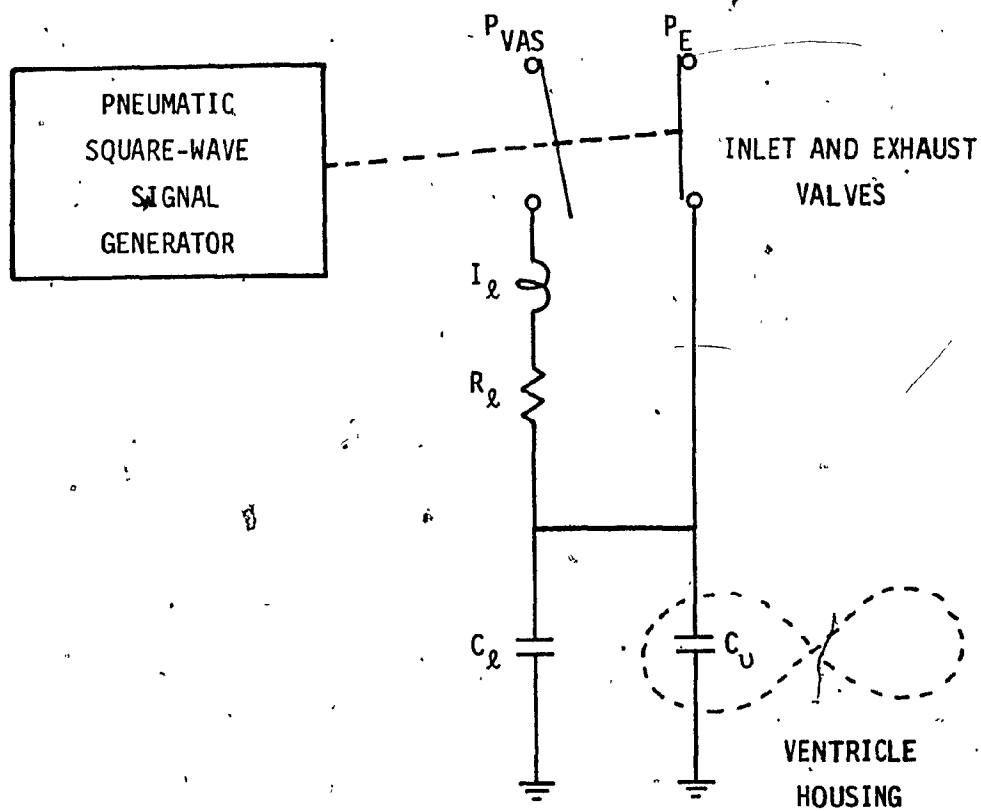 P_VAS
P_E
PNEUMATIC
SQUARE-WAVE
SIGNAL
GENERATOR
INLET AND EXHAUST
VALVES
I_ℓ
R_ℓ
C_ℓ
C_υ
VENTRICLE
HOUSING